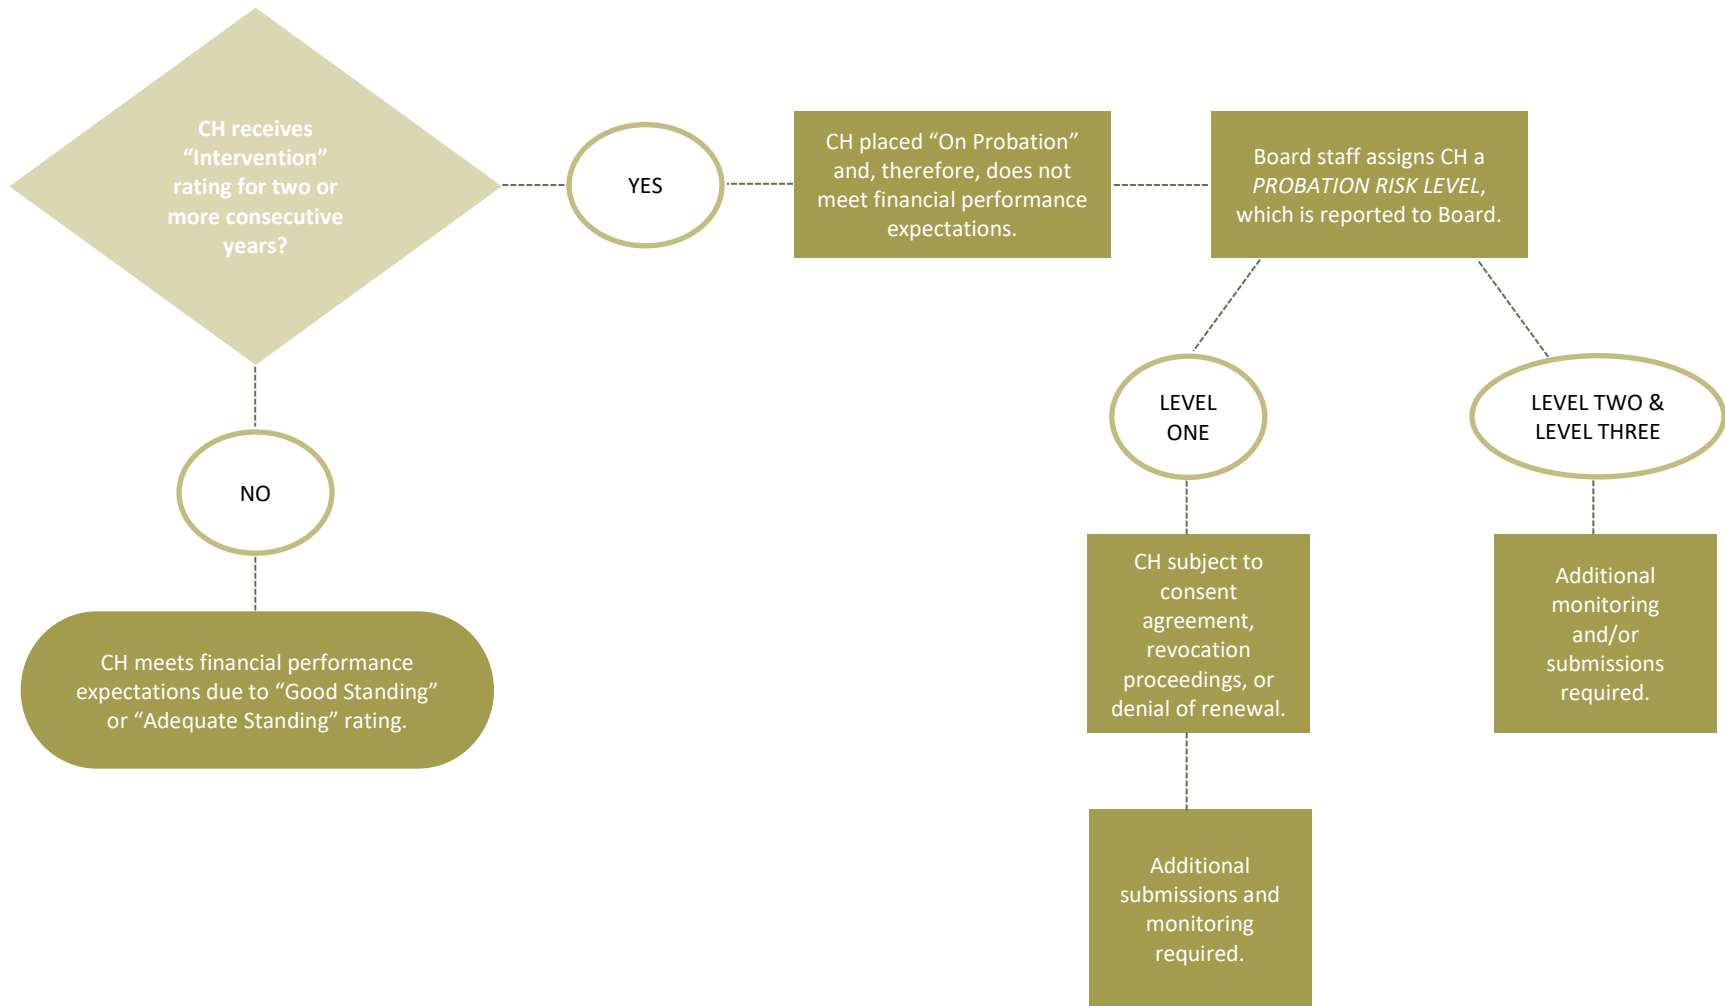 CH receives
“Intervention”
rating for two or
more consecutive
years?
YES
CH placed “On Probation”
and, therefore, does not
meet financial performance
expectations.
Board staff assigns CH a
PROBATION RISK LEVEL,
which is reported to Board.
LEVEL
ONE
LEVEL TWO &
LEVEL THREE
NO
CH meets financial performance
expectations due to “Good Standing”
or “Adequate Standing” rating.
CH subject to
consent
agreement,
revocation
proceedings, or
denial of renewal.
Additional
monitoring
and/or
submissions
required.
Additional
submissions and
monitoring
required.